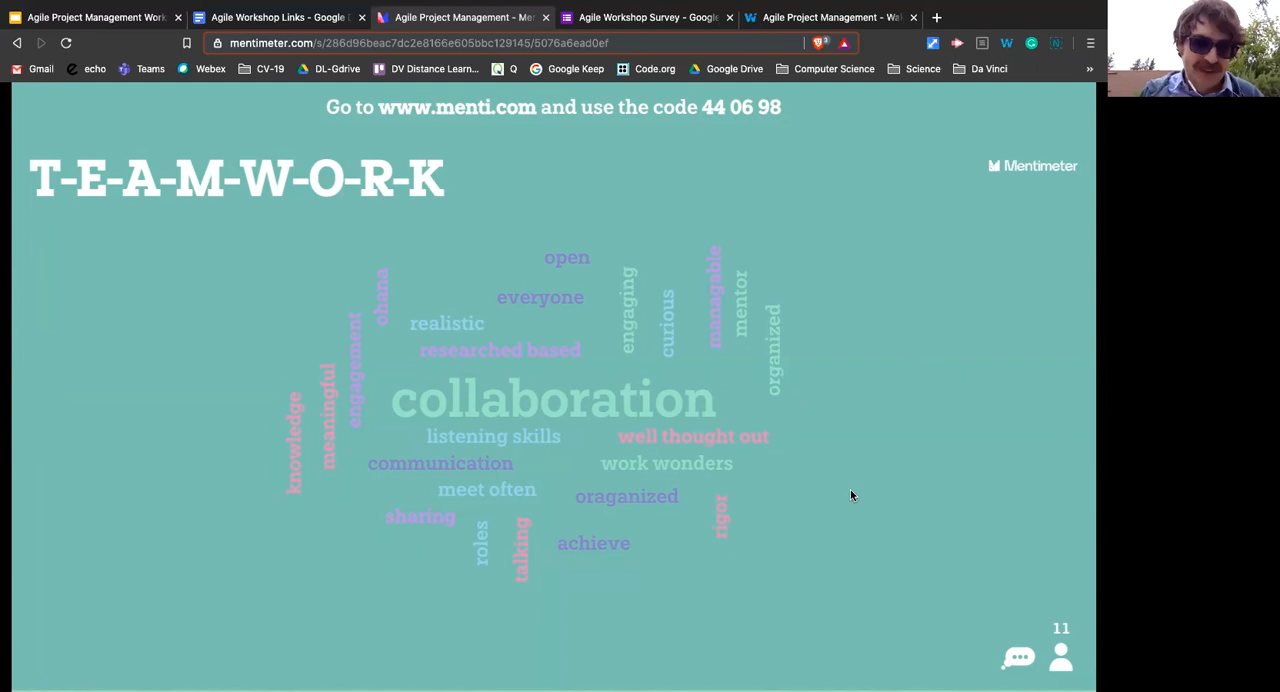 Agile Project Management Work
Agile Workshop Links - Google D
Agile Project Management - Men
Agile Workshop Survey - Google
Agile Project Management - Wa
mentimeter.com/s/286d96beac7dc2e8166e605bbc129145/5076a6ead0ef
Gmail
echo
Teams
Webex
CV-19
DL-Gdrive
DV Distance Learn...
Q
Google Keep
Code.org
Google Drive
Computer Science
Science
Da Vinci
»
Go to www.menti.com and use the code 44 06 98
T-E-A-M-W-O-R-K
Mentimeter
open
ohana
engaging
managable
mentor
everyone
curious
realistic
organized
engagement
researched based
meaningful
knowledge
collaboration
listening skills
well thought out
communication
work wonders
meet often
oraganized
rigor
sharing
roles
talking
achieve
11